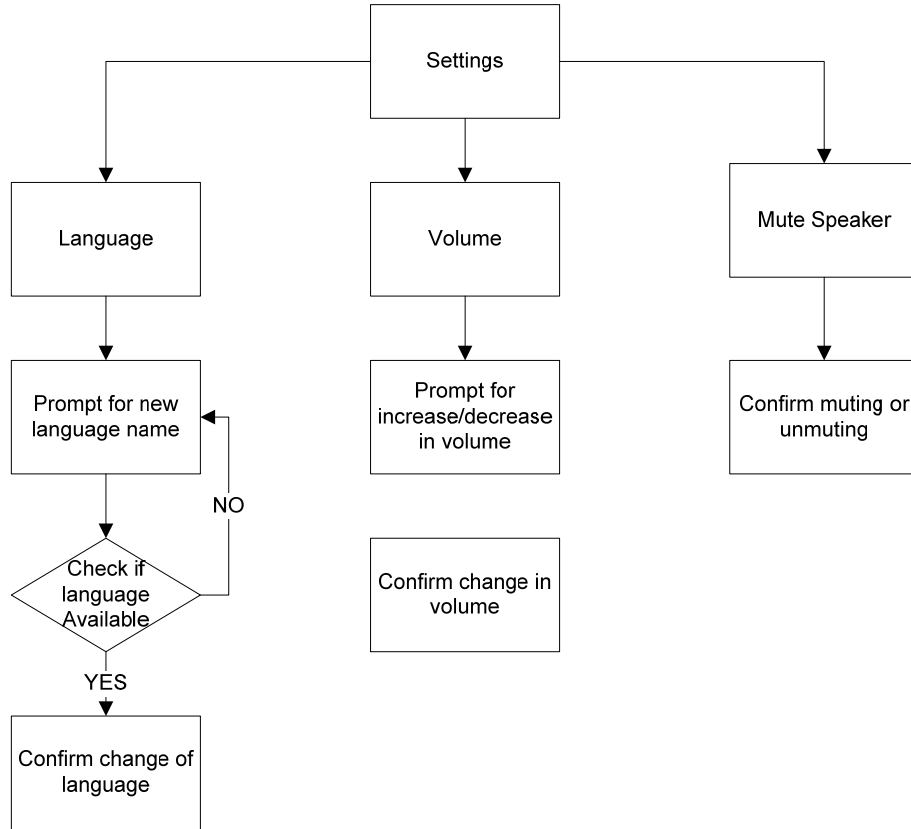 Settings
Language
Volume
Mute Speaker
Prompt for new
language name
Prompt for
increase/decrease
in volume
Confirm muting or
unmuting
NO
Check if
language
Available
Confirm change in
volume
YES
Confirm change of
language